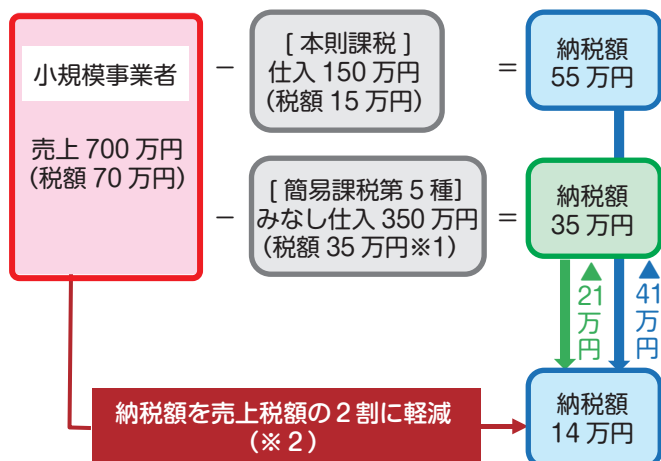 小規模事業者
売上 700 万円
(税額 70 万円)
−
[ 本則課税 ]
仕入 150 万円
(税額 15 万円)
=
納税額
55 万円
−
[ 簡易課税第 5 種]
みなし仕入 350 万円
(税額 35 万円※1)
=
納税額
35 万円
▲21万円
▲41万円
納税額を売上税額の 2 割に軽減
(※ 2)
納税額
14 万円